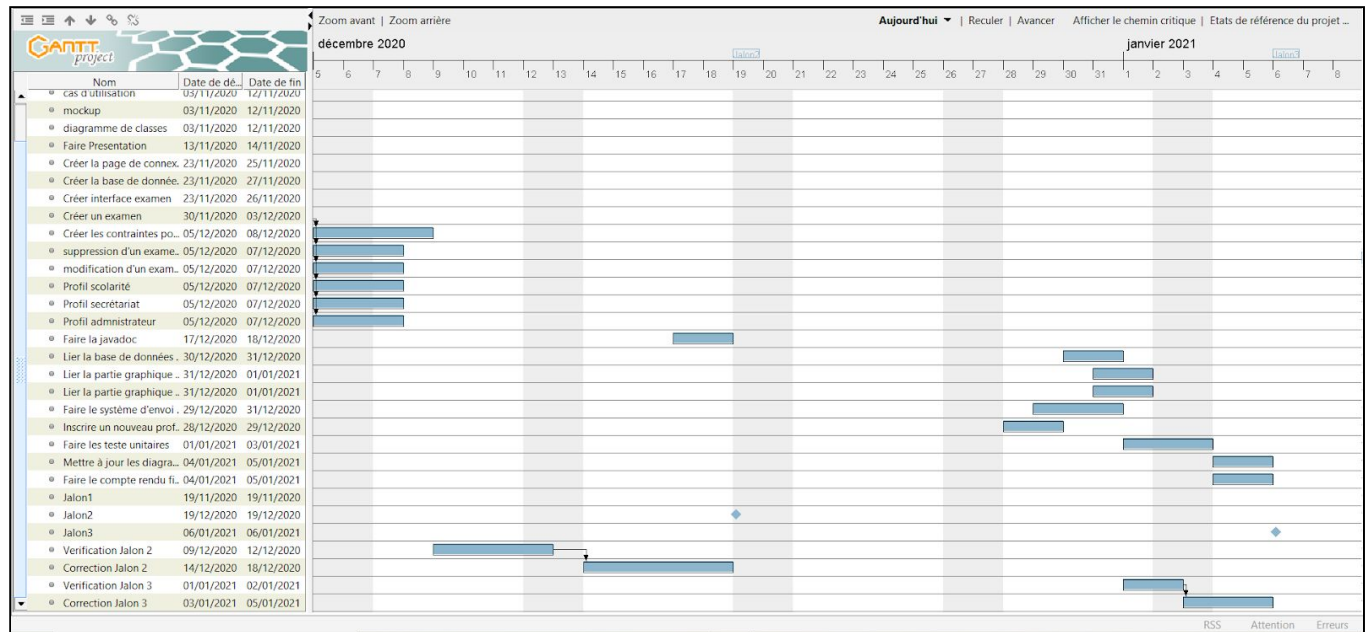 Zoom avant | Zoom arrière
Aujourd'hui | Reculer | Avancer Afficher le chemin critique | Etats de référence du projet ...
GANTT project
décembre 2020 janvier 2021
Jalon2 Jalon3
Nom Date de dé... Date de fin
5 6 7 8 9 10 11 12 13 14 15 16 17 18 19 20 21 22 23 24 25 26 27 28 29 30 31 1 2 3 4 5 6 7 8
cas d'utilisation 03/11/2020 12/11/2020
mockup 03/11/2020 12/11/2020
diagramme de classes 03/11/2020 12/11/2020
Faire Presentation 13/11/2020 14/11/2020
Créer la page de connex. 23/11/2020 25/11/2020
Créer la base de donnée. 23/11/2020 27/11/2020
Créer interface examen 23/11/2020 26/11/2020
Créer un examen 30/11/2020 03/12/2020
Créer les contraintes po... 05/12/2020 08/12/2020
suppression d'un exame.. 05/12/2020 07/12/2020
modification d'un exam.. 05/12/2020 07/12/2020
Profil scolarité 05/12/2020 07/12/2020
Profil secrétariat 05/12/2020 07/12/2020
Profil admnistrateur 05/12/2020 07/12/2020
Faire la javadoc 17/12/2020 18/12/2020
Lier la base de données . 30/12/2020 31/12/2020
Lier la partie graphique .. 31/12/2020 01/01/2021
Lier la partie graphique .. 31/12/2020 01/01/2021
Faire le système d'envoi . 29/12/2020 31/12/2020
Inscrire un nouveau prof.. 28/12/2020 29/12/2020
Faire les teste unitaires 01/01/2021 03/01/2021
Mettre à jour les diagra... 04/01/2021 05/01/2021
Faire le compte rendu fi.. 04/01/2021 05/01/2021
Jalon1 19/11/2020 19/11/2020
Jalon2 19/12/2020 19/12/2020
Jalon3 06/01/2021 06/01/2021
Verification Jalon 2 09/12/2020 12/12/2020
Correction Jalon 2 14/12/2020 18/12/2020
Verification Jalon 3 01/01/2021 02/01/2021
Correction Jalon 3 03/01/2021 05/01/2021
RSS Attention Erreurs